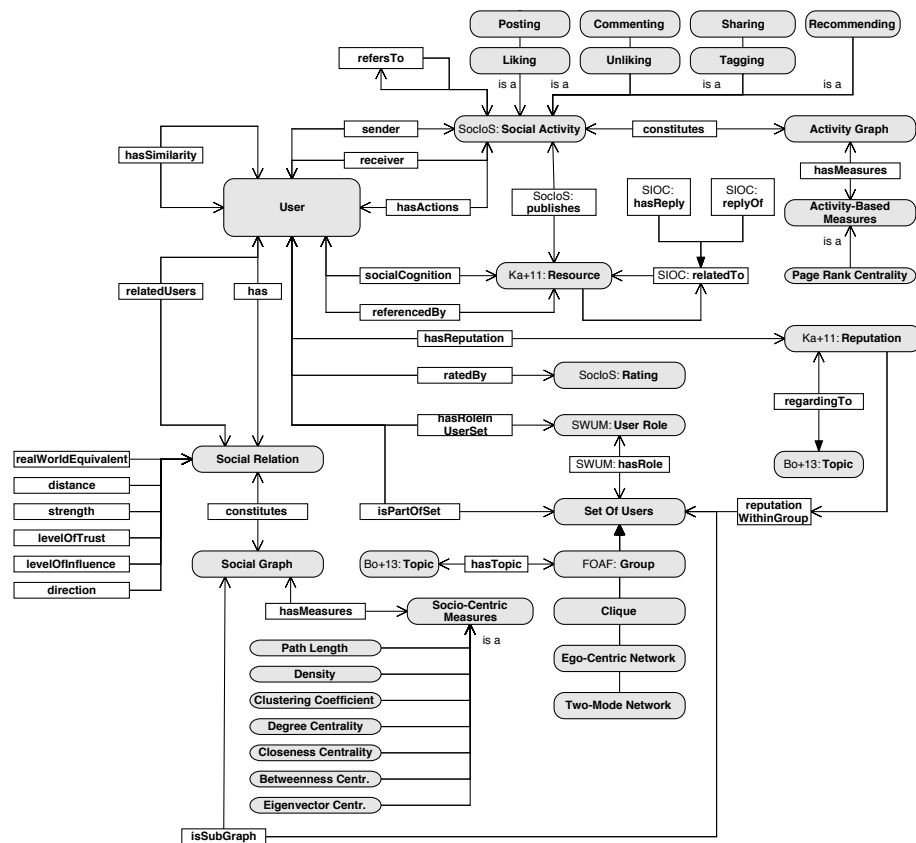 Posting
Commenting
Sharing
Recommending
refersTo
Liking
Unliking
Tagging
is a
is a
is a
is a
sender
SocIoS: Social Activity
constitutes
Activity Graph
hasSimilarity
receiver
hasMeasures
User
hasActions
SocIoS:
publishes
SIOC:
hasReply
SIOC:
replyOf
Activity-Based
Measures
is a
relatedUsers
has
socialCognition
Ka+11: Resource
SIOC: relatedTo
Page Rank Centrality
referencedBy
hasReputation
Ka+11: Reputation
ratedBy
SocIoS: Rating
regardingTo
hasRoleIn
UserSet
SWUM: User Role
realWorldEquivalent
Social Relation
SWUM: hasRole
Bo+13: Topic
distance
strength
constitutes
isPartOfSet
Set Of Users
reputation
WithinGroup
levelOfTrust
levelOfInfluence
Social Graph
Bo+13: Topic
hasTopic
FOAF: Group
direction
hasMeasures
Socio-Centric
Measures
Clique
is a
Path Length
Ego-Centric Network
Density
Clustering Coefficient
Two-Mode Network
Degree Centrality
Closeness Centrality
Betweenness Centr.
Eigenvector Centr.
isSubGraph